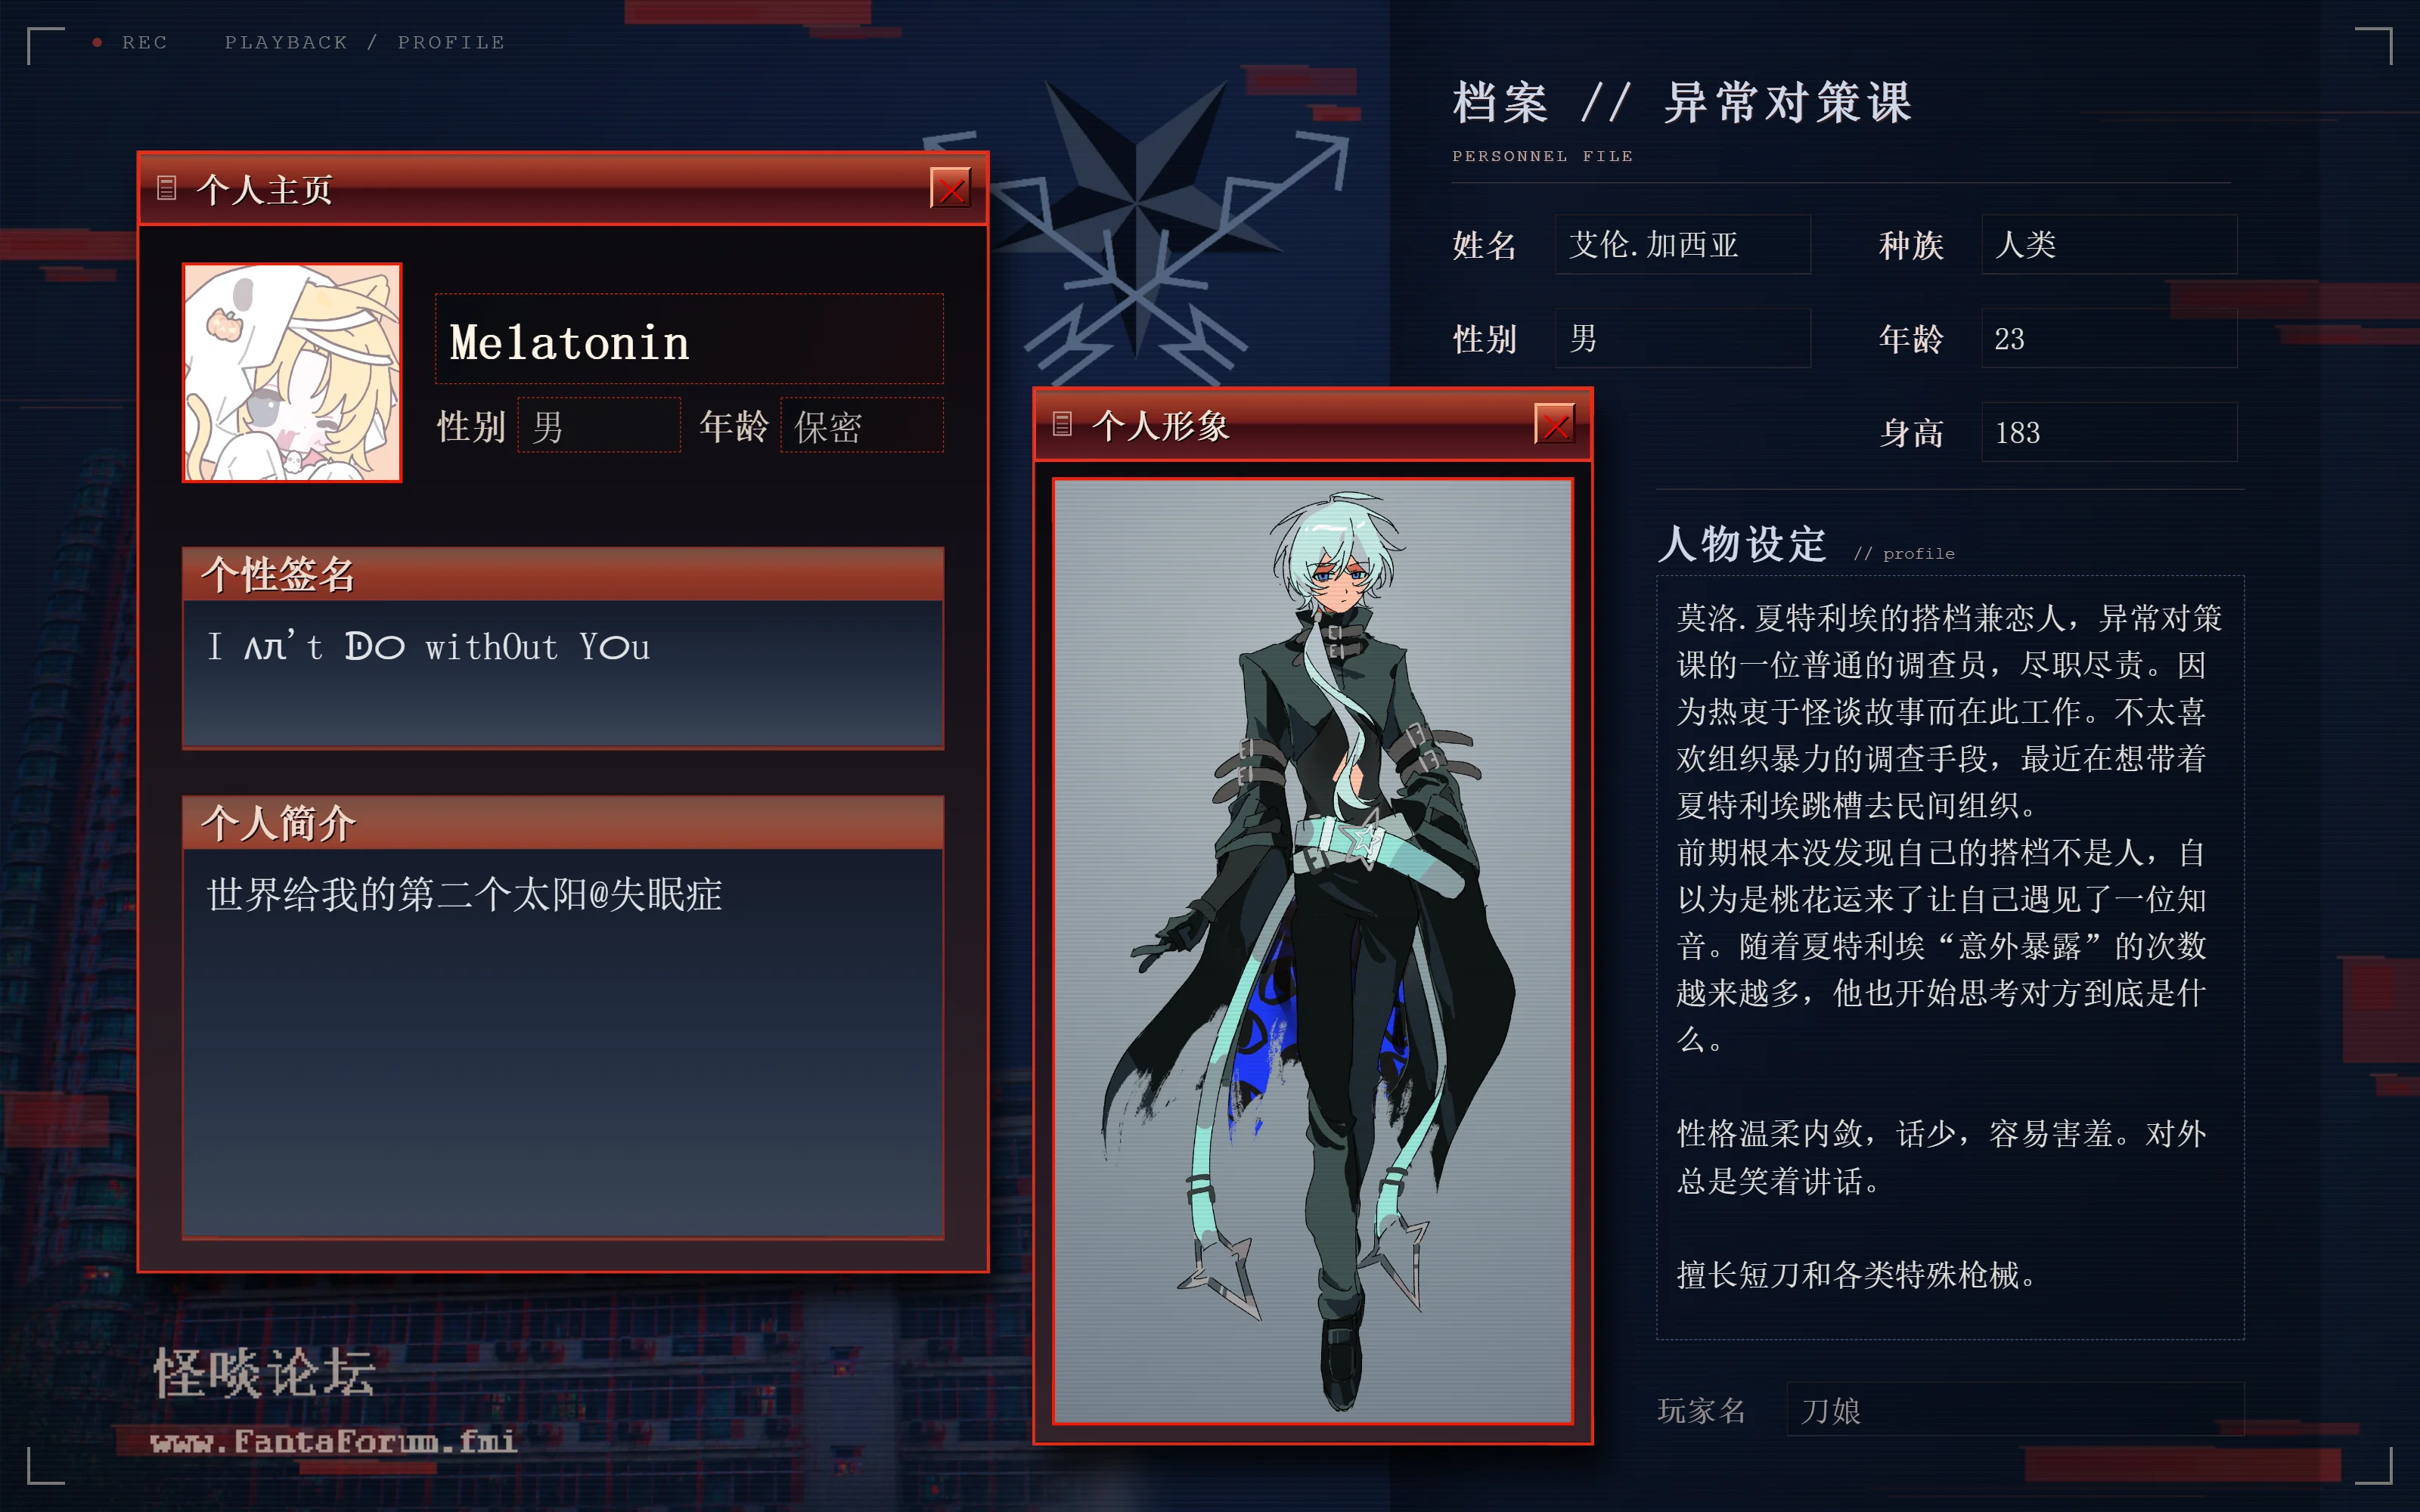 REC PLAYBACK / PROFILE
个人主页
Melatonin
性别 男 年龄 保密
个性签名
I ᴧл't DO withOut YOu
个人简介
世界给我的第二个太阳@失眠症
怪啖论坛
www.FantaForum.fmi
个人形象
档案 // 异常对策课
PERSONNEL FILE
姓名 艾伦.加西亚 种族 人类
性别 男 年龄 23
身高 183
人物设定 // profile
莫洛.夏特利埃的搭档兼恋人，异常对策
课的一位普通的调查员，尽职尽责。因
为热衷于怪谈故事而在此工作。不太喜
欢组织暴力的调查手段，最近在想带着
夏特利埃跳槽去民间组织。
前期根本没发现自己的搭档不是人，自
以为是桃花运来了让自己遇见了一位知
音。随着夏特利埃“意外暴露”的次数
越来越多，他也开始思考对方到底是什
么。
性格温柔内敛，话少，容易害羞。对外
总是笑着讲话。
擅长短刀和各类特殊枪械。
玩家名 刀娘